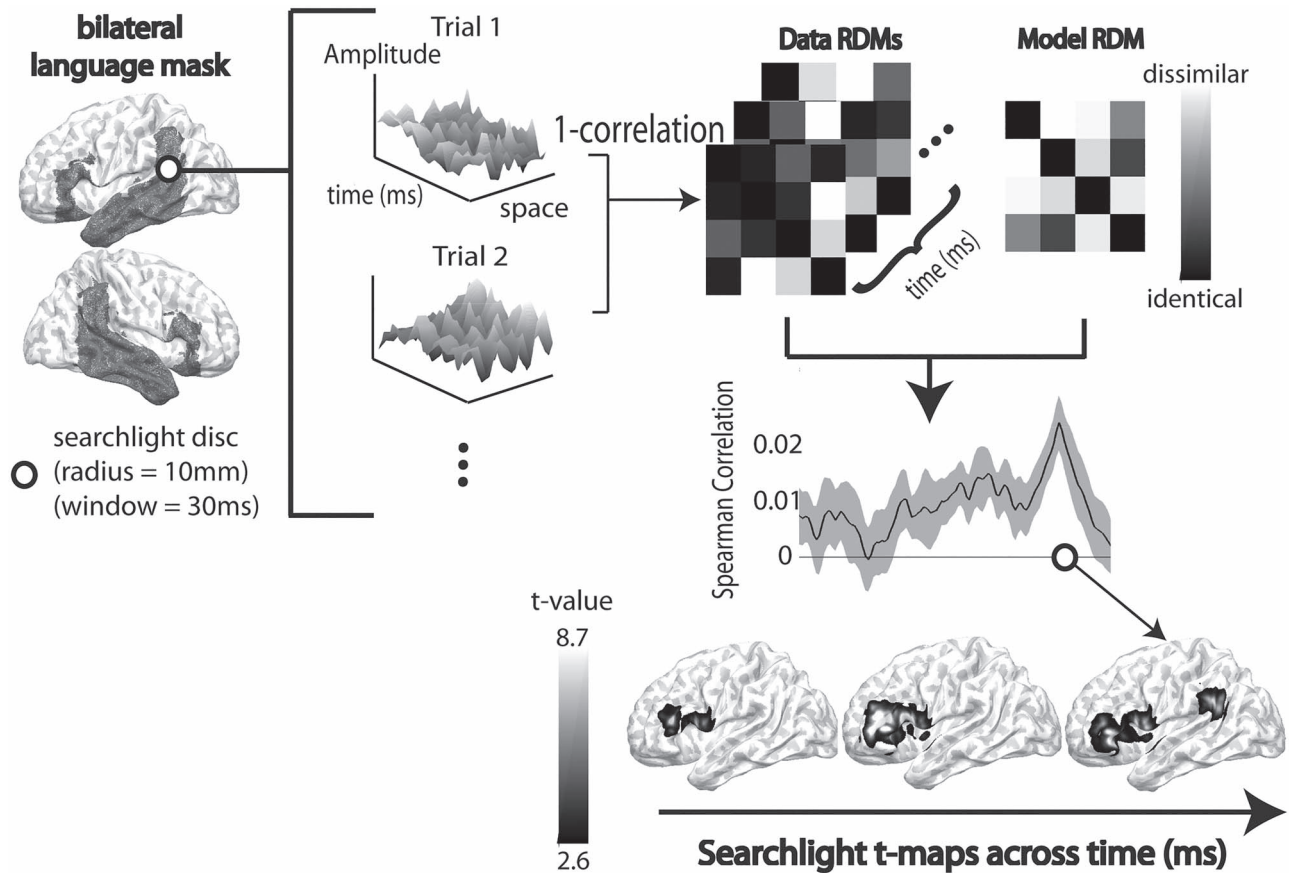 bilateral
language mask
searchlight disc
(radius = 10mm)
(window = 30ms)
Trial 1
Amplitude
time (ms)
space
Trial 2
1-correlation
Data RDMs
time (ms)
Model RDM
dissimilar
identical
Spearman Correlation
0.02
0.01
0
t-value
8.7
2.6
Searchlight t-maps across time (ms)